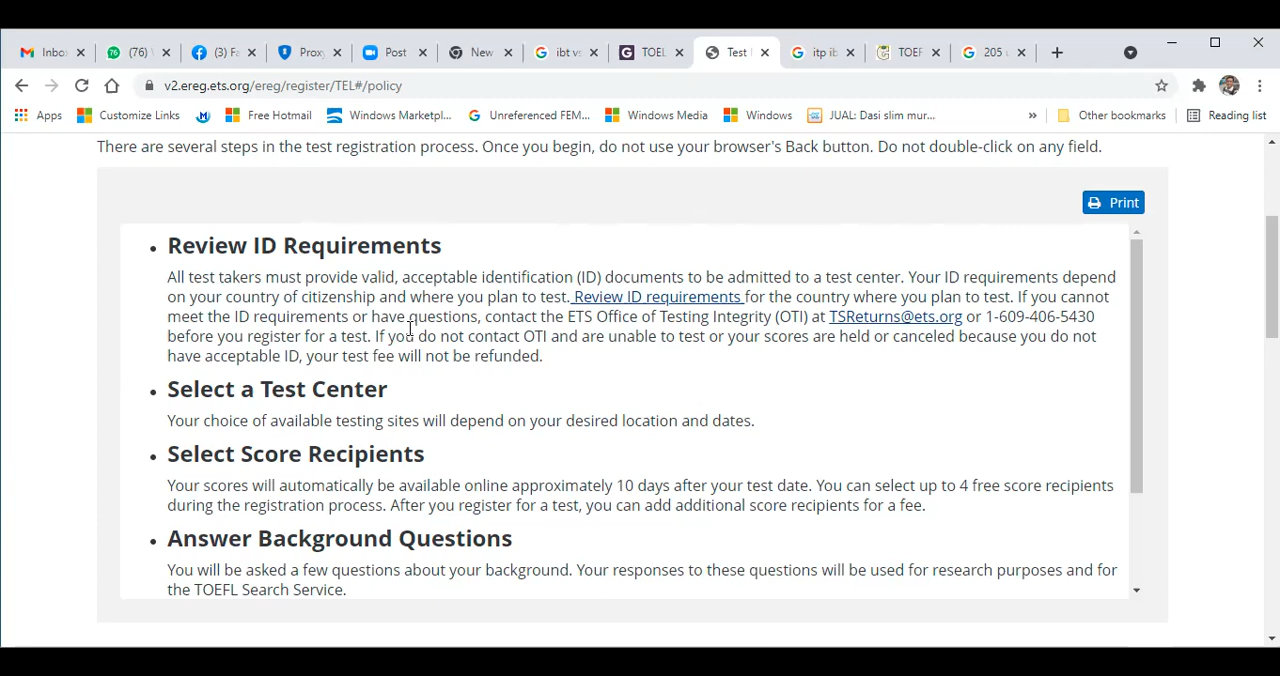 Inbo
(76)
(3) Fa
Proxy
Post
New
ibt vs
TOEL
Test
itp ib
TOEF
205
v2.ereg.ets.org/ereg/register/TEL#/policy
Apps
Customize Links
Free Hotmail
Windows Marketpl...
Unreferenced FEM...
Windows Media
Windows
JUAL: Dasi slim mur...
»
Other bookmarks
Reading list
There are several steps in the test registration process. Once you begin, do not use your browser's Back button. Do not double-click on any field.
Print
• Review ID Requirements
All test takers must provide valid, acceptable identification (ID) documents to be admitted to a test center. Your ID requirements depend
on your country of citizenship and where you plan to test. Review ID requirements for the country where you plan to test. If you cannot
meet the ID requirements or have questions, contact the ETS Office of Testing Integrity (OTI) at TSReturns@ets.org or 1-609-406-5430
before you register for a test. If you do not contact OTI and are unable to test or your scores are held or canceled because you do not
have acceptable ID, your test fee will not be refunded.
• Select a Test Center
Your choice of available testing sites will depend on your desired location and dates.
• Select Score Recipients
Your scores will automatically be available online approximately 10 days after your test date. You can select up to 4 free score recipients
during the registration process. After you register for a test, you can add additional score recipients for a fee.
• Answer Background Questions
You will be asked a few questions about your background. Your responses to these questions will be used for research purposes and for
the TOEFL Search Service.